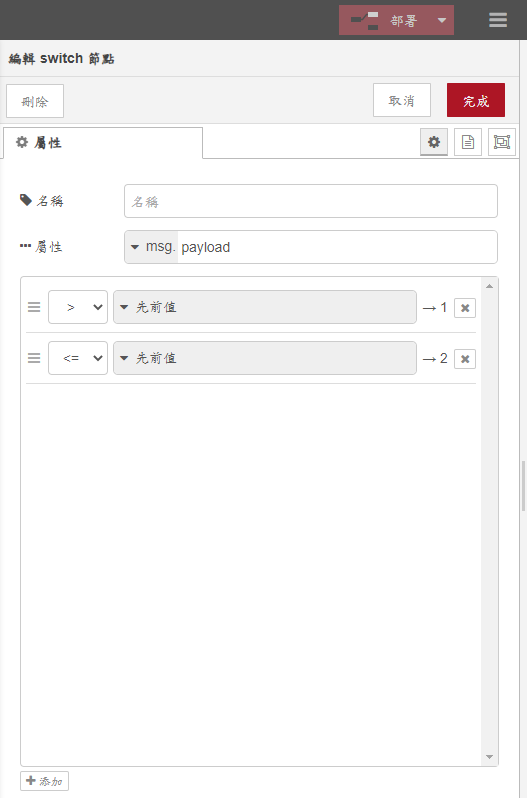 部署
編輯 switch 節點
刪除 取消 完成
屬性
名稱 名稱
屬性 msg. payload
> 先前值 → 1
<= 先前值 → 2
添加